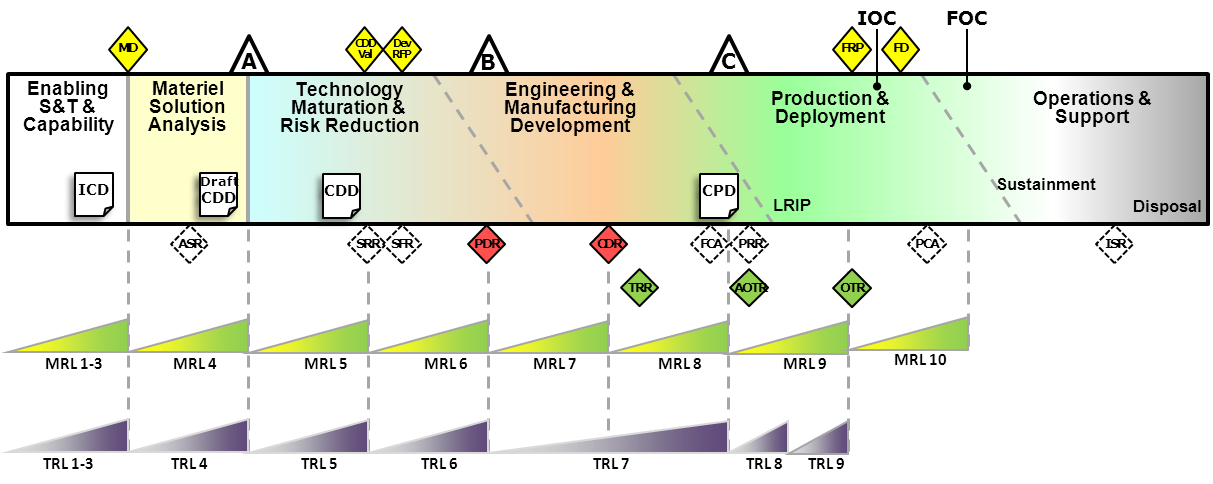 IOC
FOC
MD
A
CDD
Val
Dev
RFP
B
C
FRP
FD
Enabling
S&T &
Capability
Materiel
Solution
Analysis
Technology
Maturation &
Risk Reduction
Engineering &
Manufacturing
Development
Production &
Deployment
Operations &
Support
ICD
Draft
CDD
CDD
CPD
LRIP
Sustainment
Disposal
ASR
SRR
SFR
PDR
CDR
FCA
PRR
PCA
ISR
TRR
AOTR
OTR
MRL 1-3
MRL 4
MRL 5
MRL 6
MRL 7
MRL 8
MRL 9
MRL 10
TRL 1-3
TRL 4
TRL 5
TRL 6
TRL 7
TRL 8
TRL 9